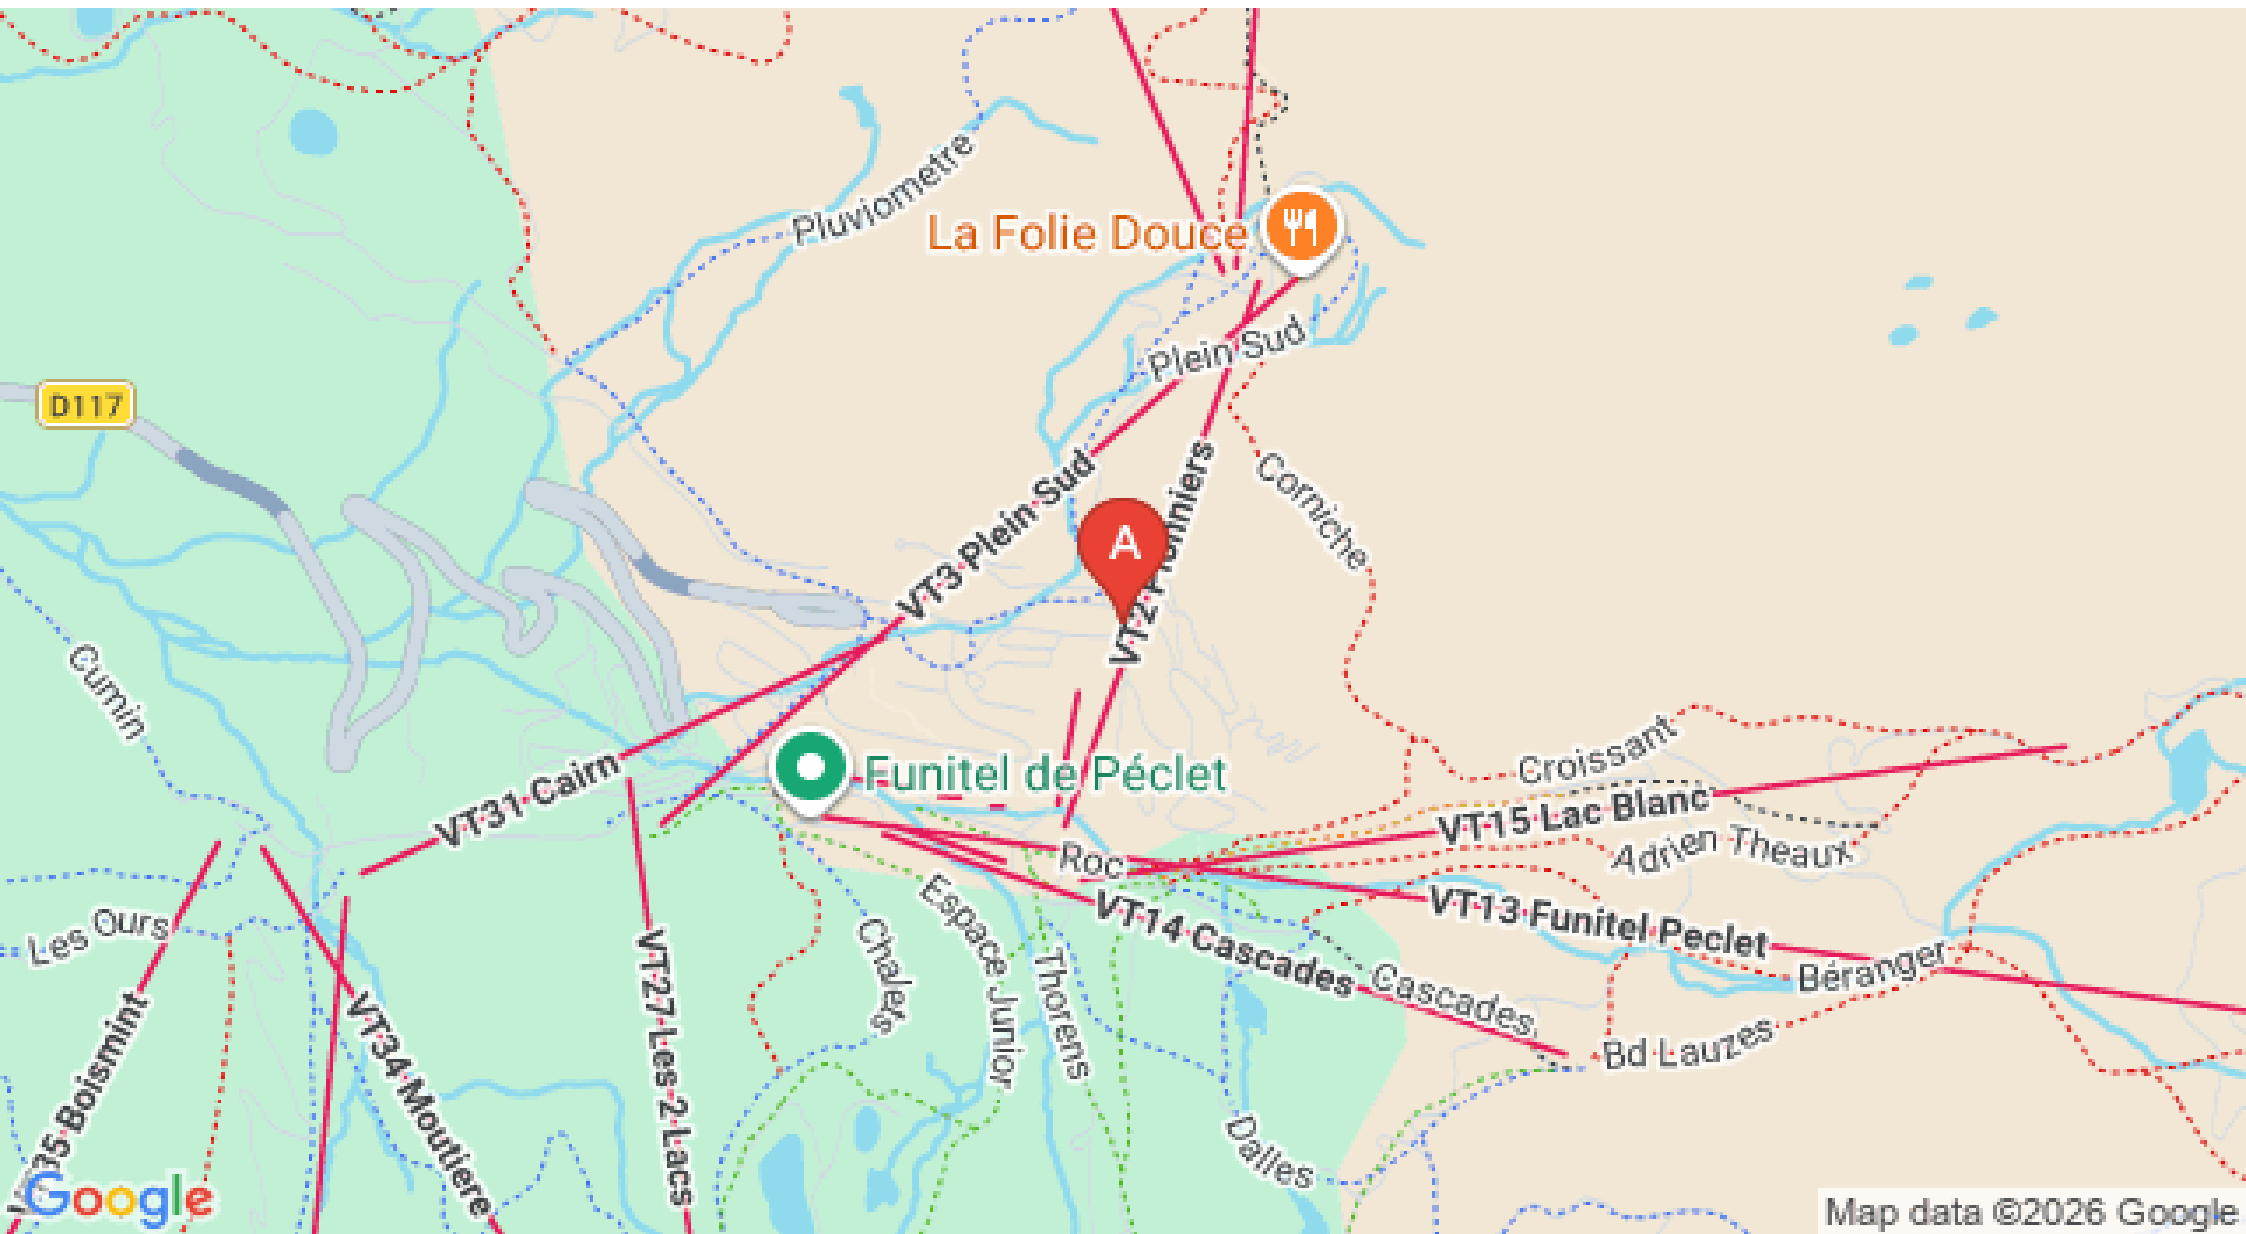 Pluviometre
La Folie Douce
Plein Sud
D117
VT3 Plein Sud
Corniche
A
VT2
Cumin
Funitel de Péclet
Croissant
VT31 Cairn
VT15 Lac Blanc
Adrien Theaux
Roc
VT13 Funitel Peclet
VT14 Cascades
Les Ours
Espace Junior
Chalets
VT27 Les 2 Lacs
Thorens
Cascades
Béranger
Bd Lauzes
VT34 Moutiere
Boismint
Dalles
Google
Map data ©2026 Google